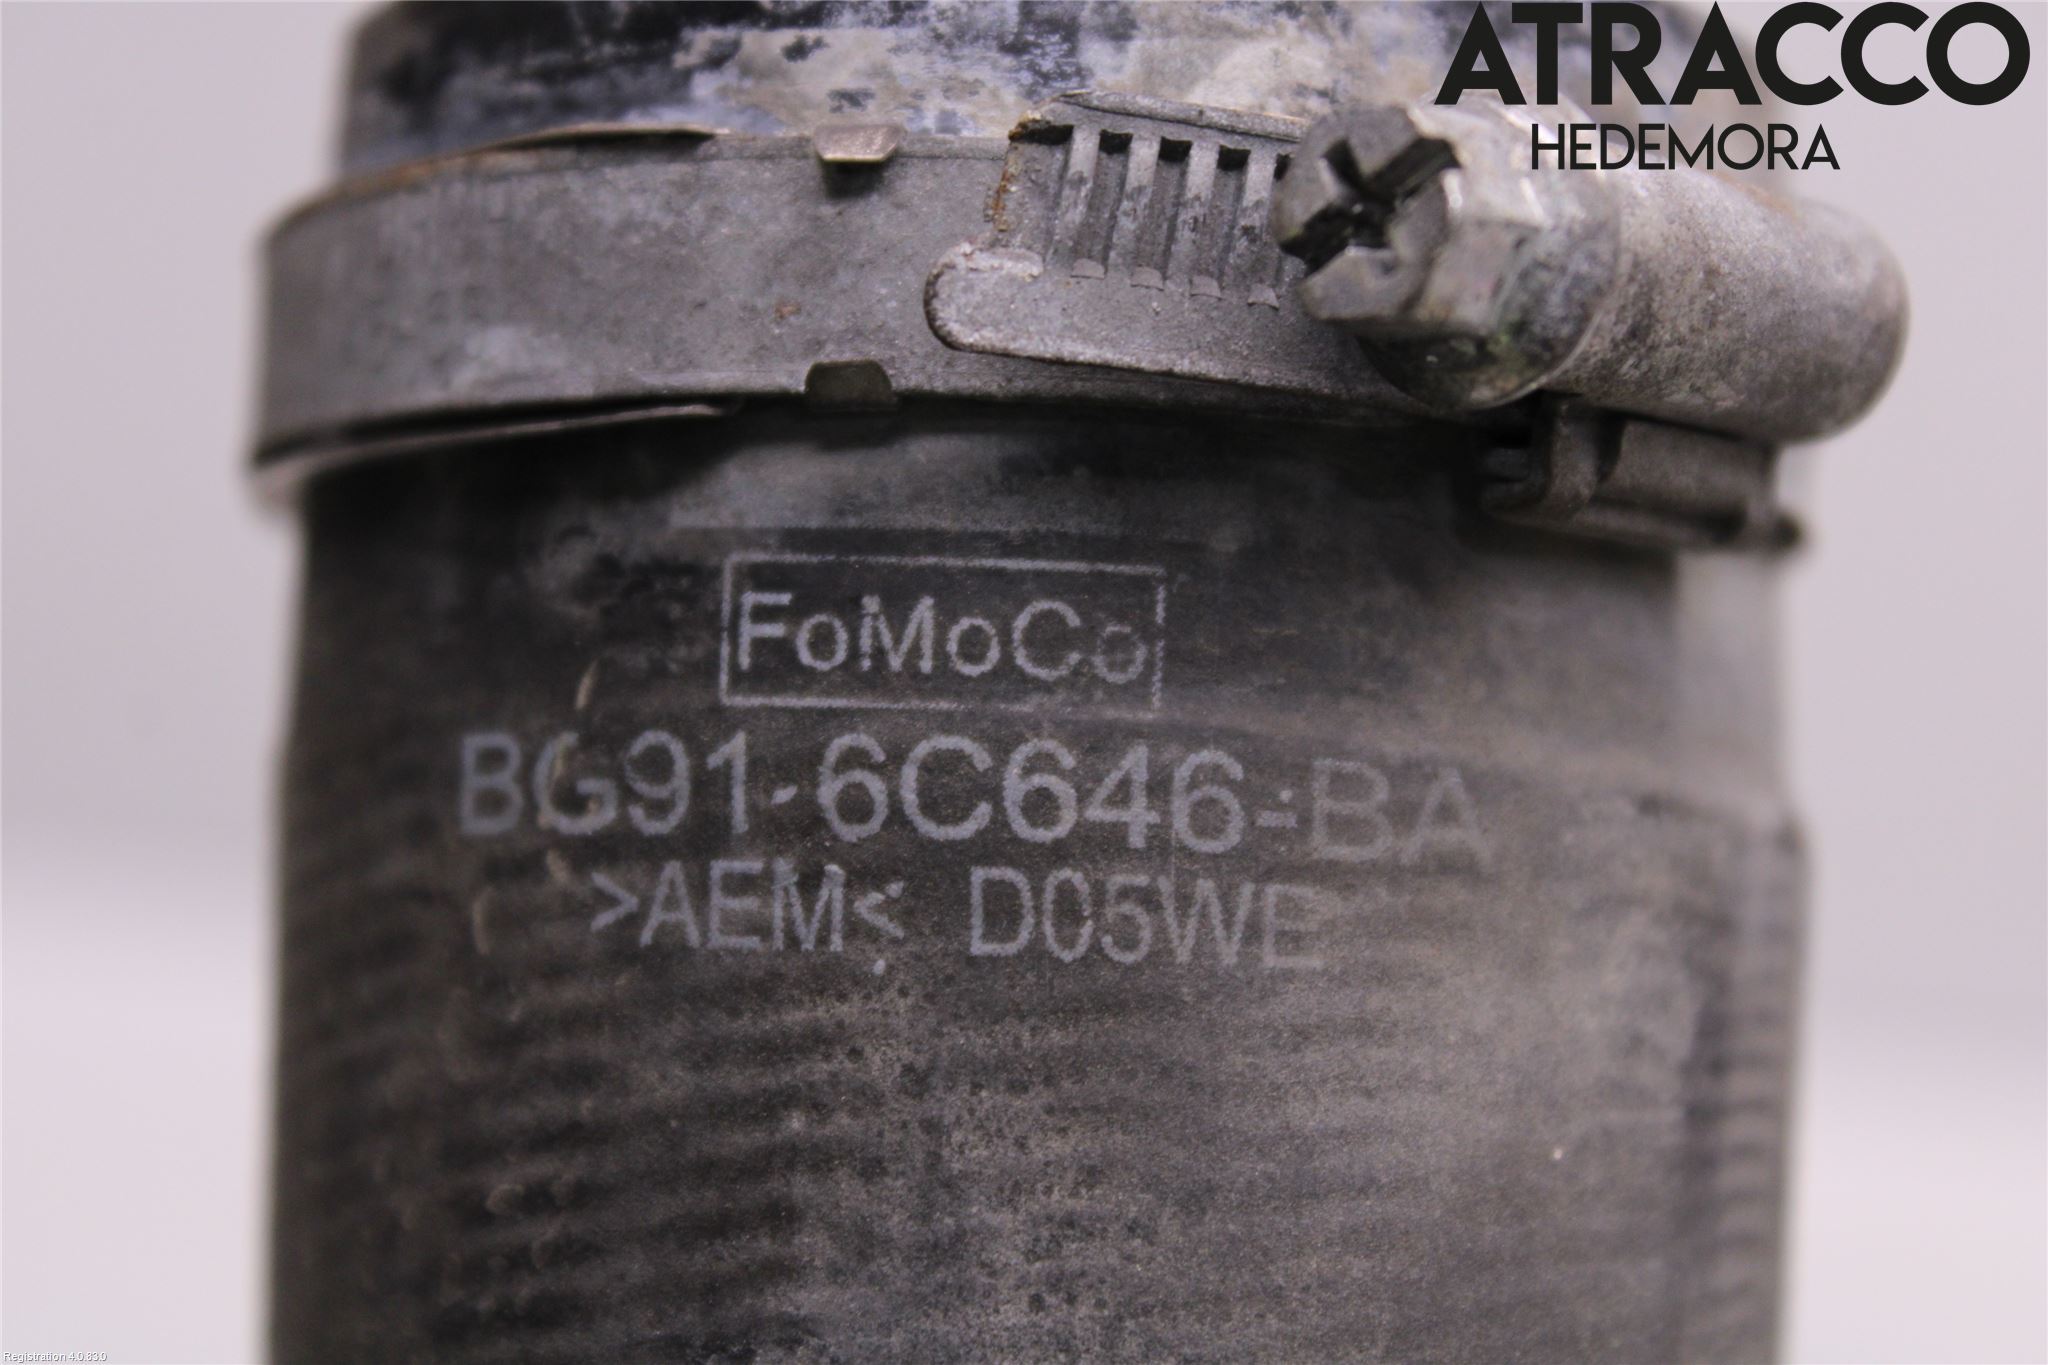 ATRACCO
HEDEMORA
FoMoCo
BG91-6C646-BA
>AEM< D05WE
Registration 4.0.83.0